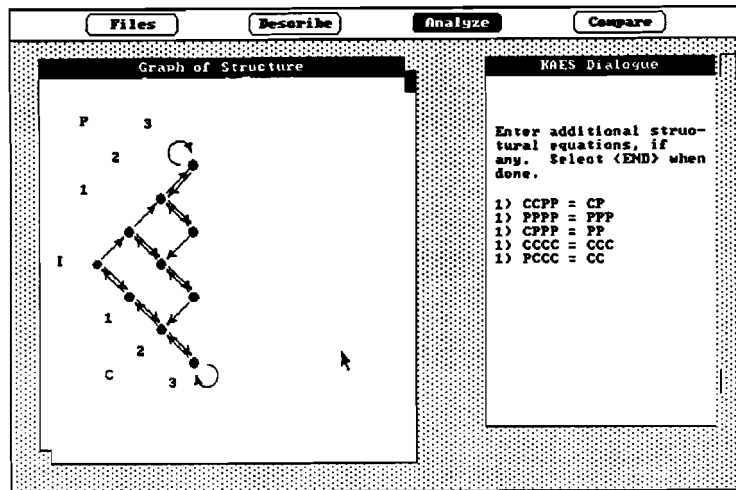 Files Describe Analyze Compare
Graph of Structure
KAES Dialogue
P 3
2
1
I
1
2
C 3
Enter additional struc-
tural equations, if
any. Select <END> when
done.
1) CCPP = CP
1) PPPP = PPP
1) CPPP = PP
1) CCCC = CCC
1) PCCC = CC